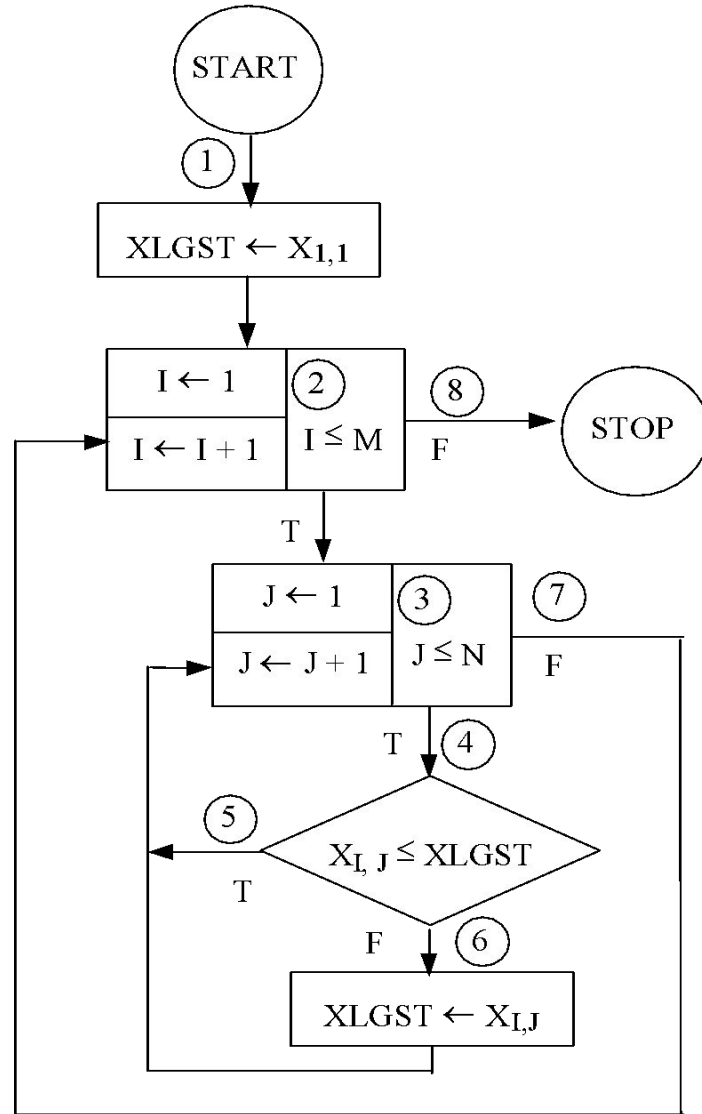 START
1
XLGST ← X1,1
I ← 1
2
8
I ← I + 1
I ≤ M
F
STOP
T
J ← 1
3
7
J ← J + 1
J ≤ N
F
T
4
5
XI, J ≤ XLGST
T
F
6
XLGST ← XI,J